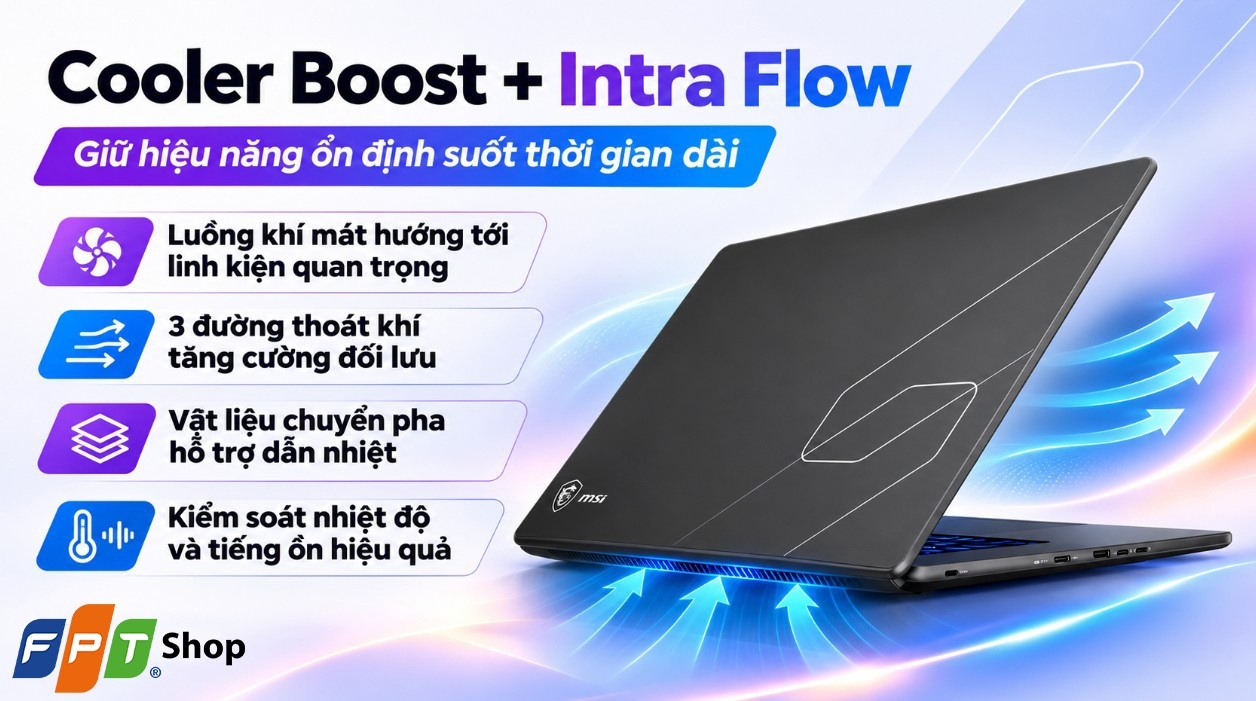 Cooler Boost + Intra Flow
Giữ hiệu năng ổn định suốt thời gian dài
Luồng khí mát hướng tới
linh kiện quan trọng
3 đường thoát khí
tăng cường đối lưu
Vật liệu chuyển pha
hỗ trợ dẫn nhiệt
Kiểm soát nhiệt độ
và tiếng ồn hiệu quả
msi
FPT® Shop